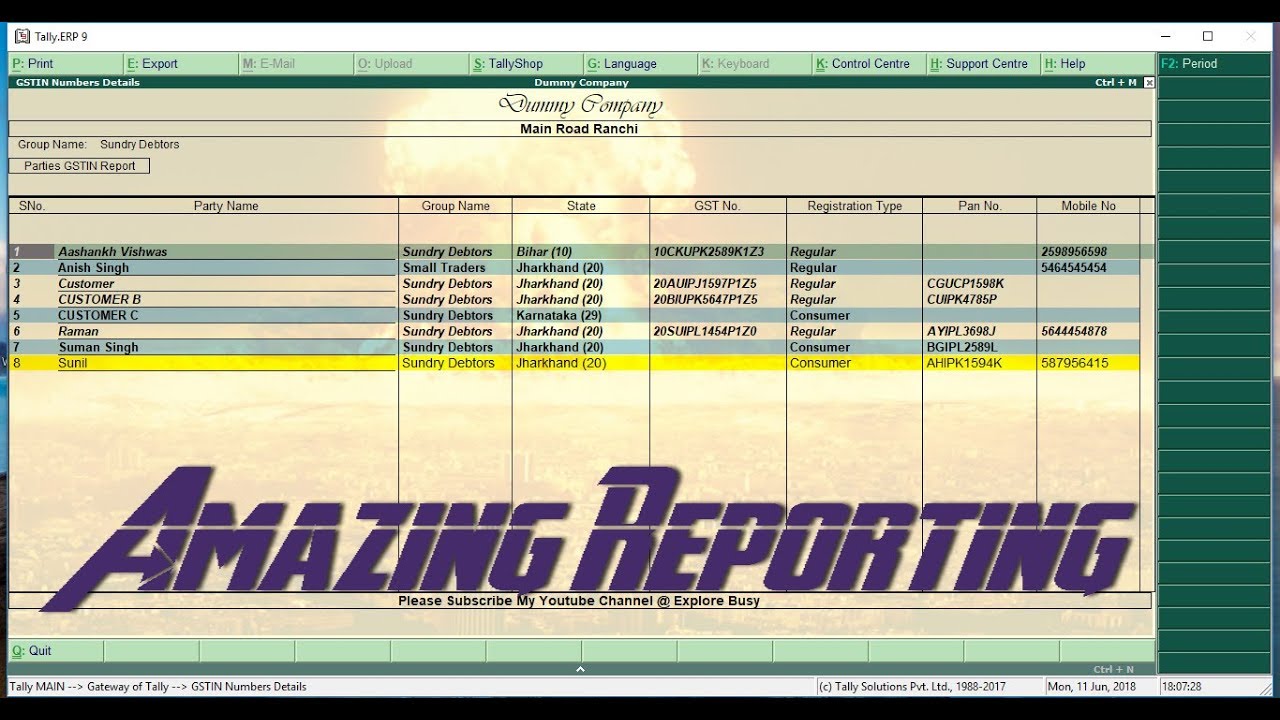 Tally.ERP 9
P: Print E: Export M: E-Mail O: Upload S: TallyShop G: Language K: Keyboard K: Control Centre H: Support Centre H: Help F2: Period
GSTIN Numbers Details Dummy Company Ctrl + M
Dummy Company
Main Road Ranchi
Group Name: Sundry Debtors
Parties GSTIN Report
SNo. Party Name Group Name State GST No. Registration Type Pan No. Mobile No
1 Aashankh Vishwas Sundry Debtors Bihar (10) 10CKUPK2589K1Z3 Regular 2598956598
2 Anish Singh Small Traders Jharkhand (20) Regular 5464545454
3 Customer Sundry Debtors Jharkhand (20) 20AUIPJ1597P1Z5 Regular CGUCP1598K
4 CUSTOMER B Sundry Debtors Jharkhand (20) 20BIUPK5647P1Z5 Regular CUIPK4785P
5 CUSTOMER C Sundry Debtors Karnataka (29) Consumer
6 Raman Sundry Debtors Jharkhand (20) 20SUIPL1454P1Z0 Regular AYIPL3698J 5644454878
7 Suman Singh Sundry Debtors Jharkhand (20) Consumer BGIPL2589L
8 Sunil Sundry Debtors Jharkhand (20) Consumer AHIPK1594K 587956415
AMAZING REPORTING
Please Subscribe My Youtube Channel @ Explore Busy
Q: Quit
Ctrl + N
Tally MAIN --> Gateway of Tally --> GSTIN Numbers Details (c) Tally Solutions Pvt. Ltd., 1988-2017 Mon, 11 Jun, 2018 18:07:28